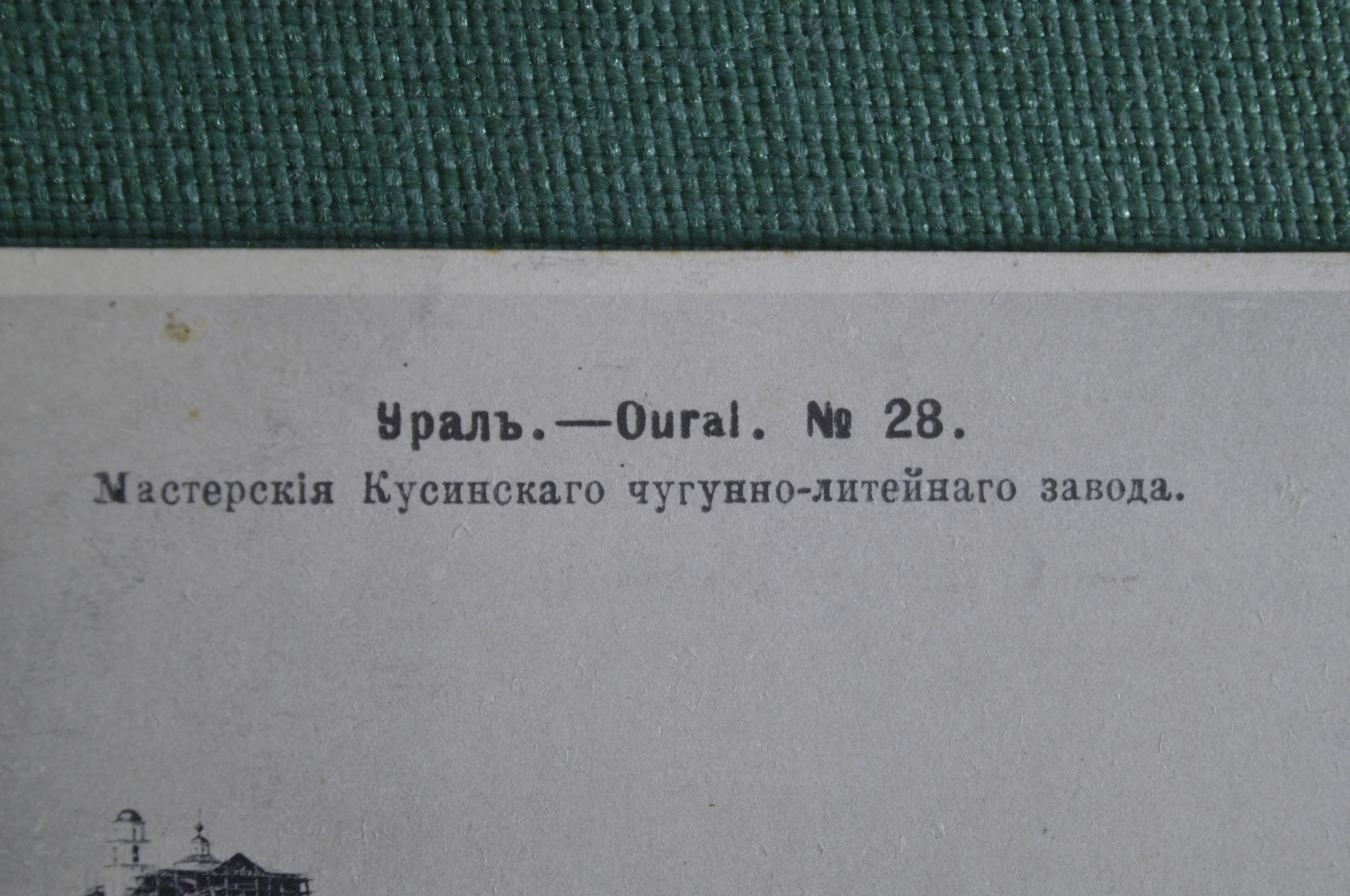 Уралъ.—Oural. № 28.
Мастерскія Кусинскаго чугунно-литейнаго завода.